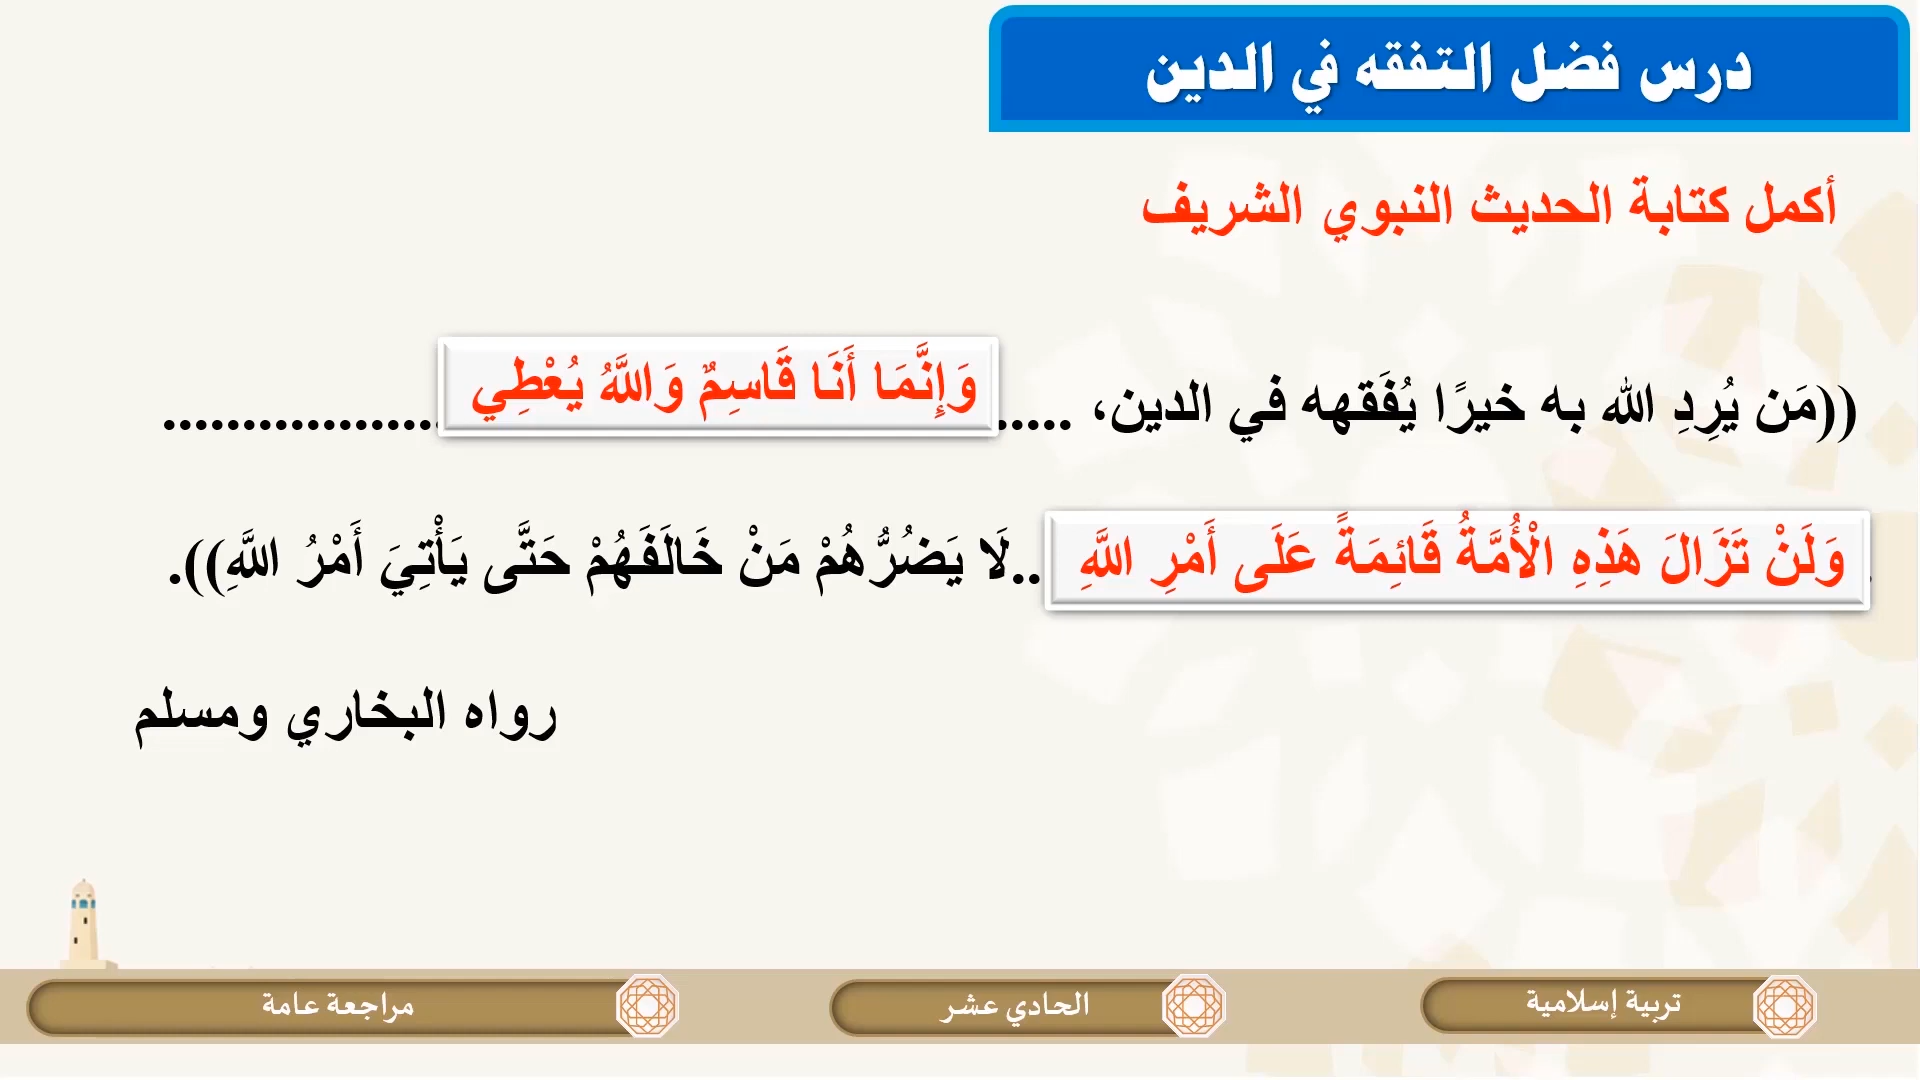 درس فضل التفقه في الدين
أكمل كتابة الحديث النبوي الشريف
((مَن يُرِدِ الله به خيرًا يُفَقهه في الدين، ..... وَإِنَّمَا أَنَا قَاسِمٌ وَاللَّهُ يُعْطِي ..................
وَلَنْ تَزَالَ هَذِهِ الْأُمَّةُ قَائِمَةً عَلَى أَمْرِ اللَّهِ ..لَا يَضُرُّهُمْ مَنْ خَالَفَهُمْ حَتَّى يَأْتِيَ أَمْرُ اللَّهِ)).
رواه البخاري ومسلم
تربية إسلامية
الحادي عشر
مراجعة عامة